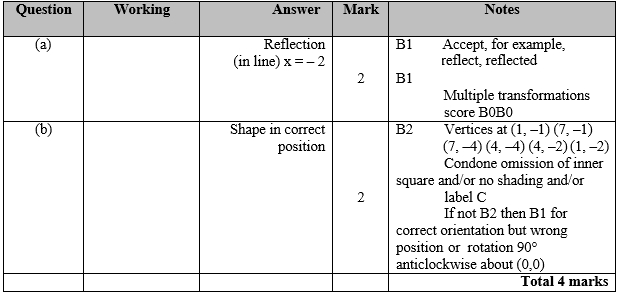 Question Working Answer Mark Notes
(a) Reflection B1 Accept, for example,
(in line) x = – 2 reflect, reflected
2 B1
Multiple transformations
score B0B0
(b) Shape in correct B2 Vertices at (1, –1) (7, –1)
position (7, –4) (4, –4) (4, –2) (1, –2)
Condone omission of inner
2 square and/or no shading and/or
label C
If not B2 then B1 for
correct orientation but wrong
position or rotation 90°
anticlockwise about (0,0)
Total 4 marks